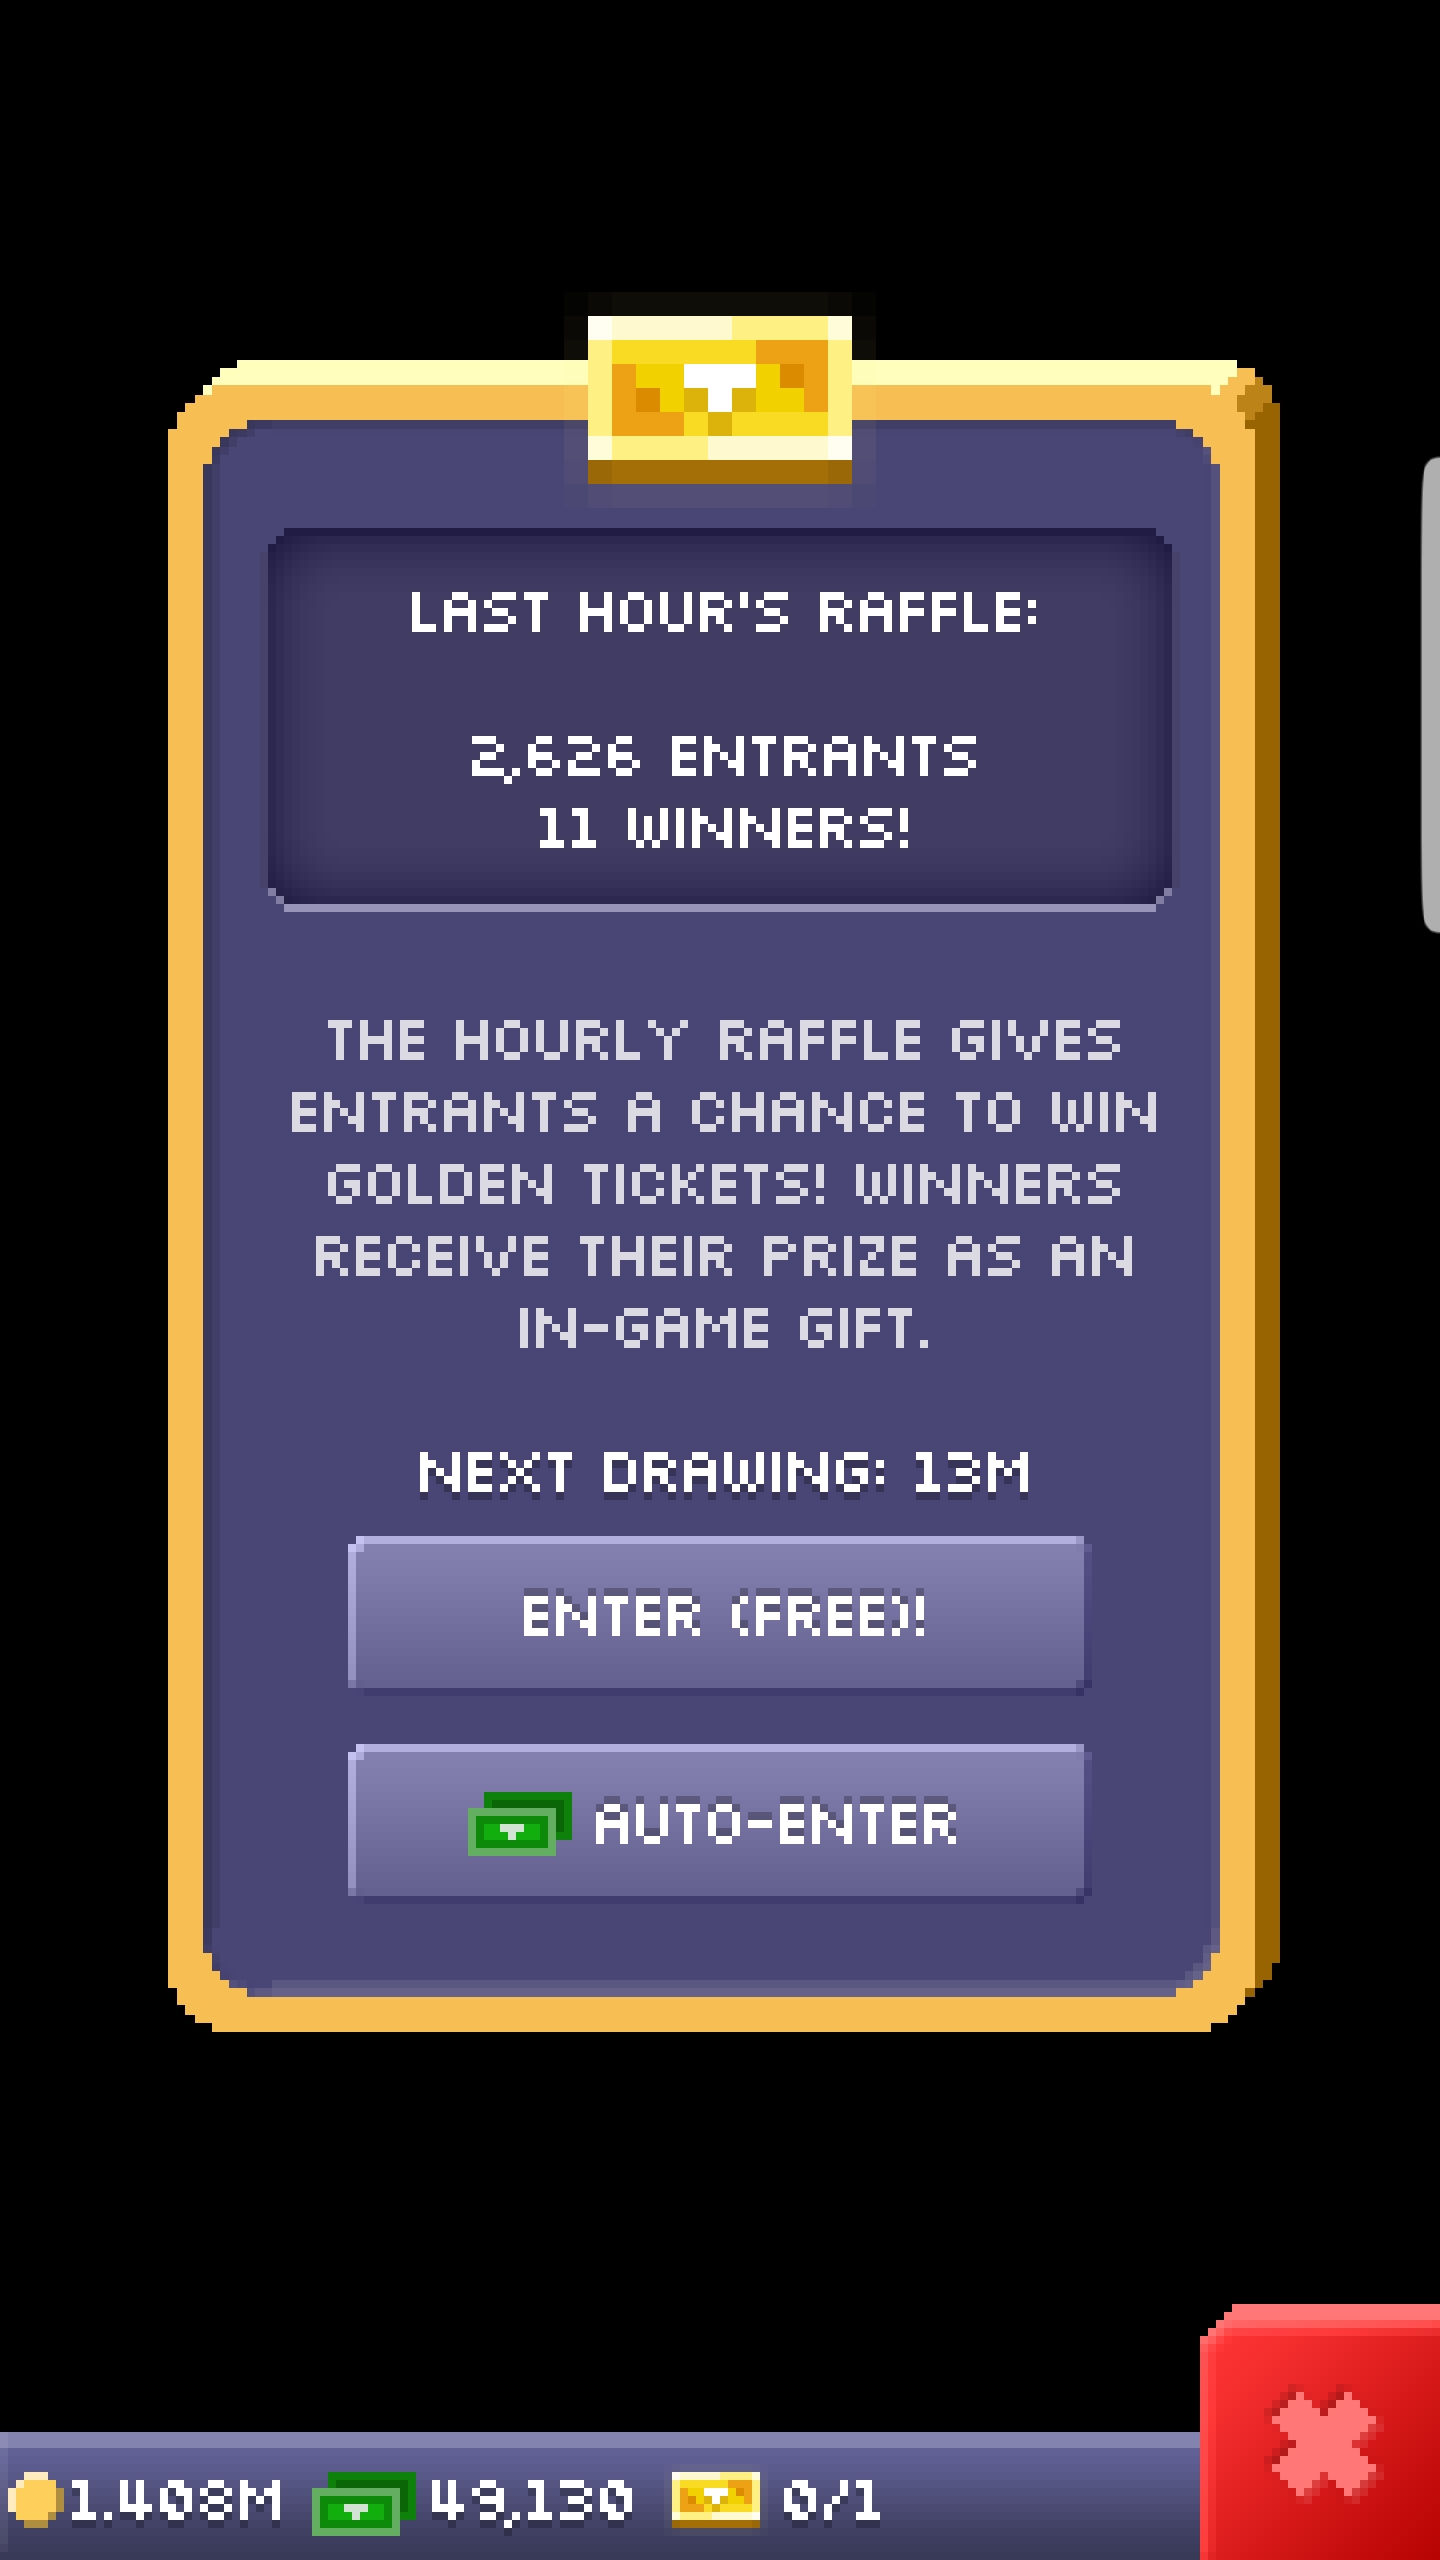 LAST HOUR'S RAFFLE:
2,626 ENTRANTS
11 WINNERS!
THE HOURLY RAFFLE GIVES
ENTRANTS A CHANCE TO WIN
GOLDEN TICKETS! WINNERS
RECEIVE THEIR PRIZE AS AN
IN-GAME GIFT.
NEXT DRAWING: 13M
ENTER (FREE)!
AUTO-ENTER
1.408M 49,130 0/1